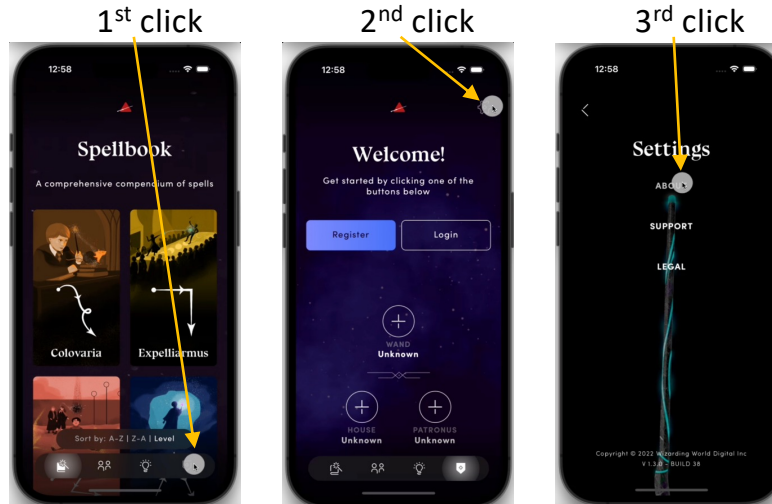 1st click
2nd click
3rd click
12:58
Spellbook
A comprehensive compendium of spells
Colovaria
Expelliarmus
Sort by: A-Z | Z-A | Level
12:58
Welcome!
Get started by clicking one of the
buttons below
Register
Login
WAND
Unknown
HOUSE
Unknown
PATRONUS
Unknown
12:58
Settings
SUPPORT
LEGAL
Copyright © 2022 Wizarding World Digital Inc
V 1.3.0 - BUILD 38